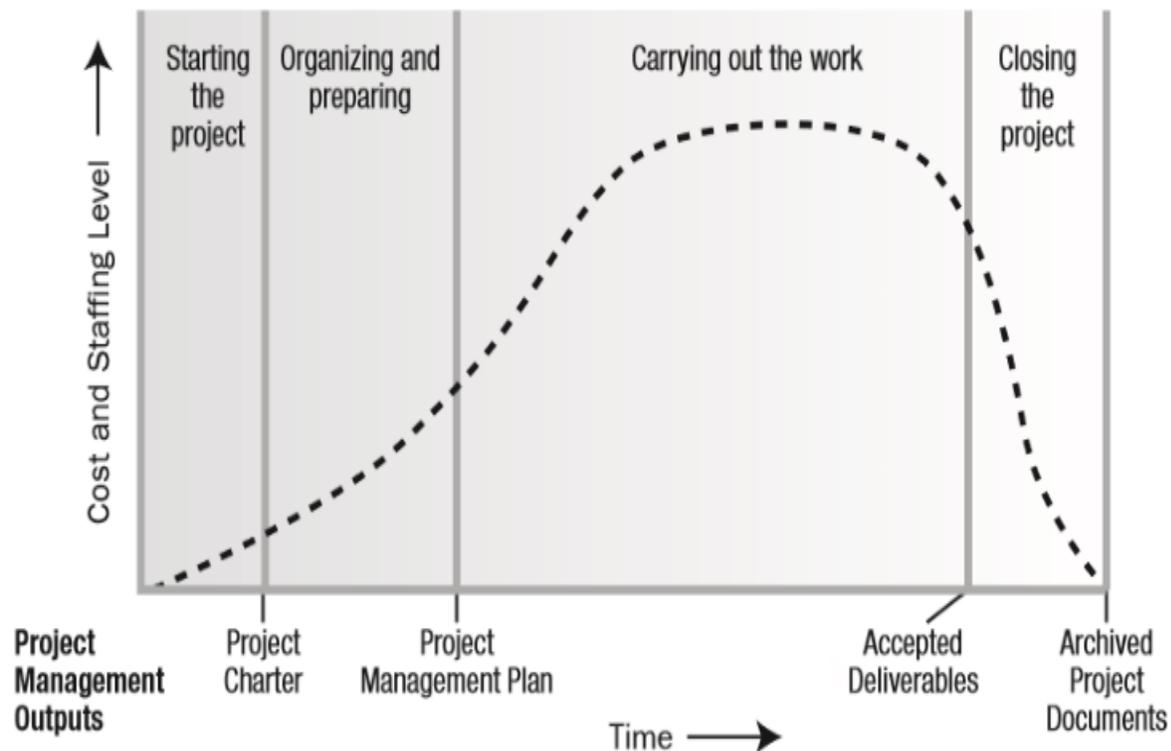 Starting
the
project
Organizing and
preparing
Carrying out the work
Closing
the
project
Cost and Staffing Level
Project
Management
Outputs
Project
Charter
Project
Management Plan
Accepted
Deliverables
Archived
Project
Documents
Time